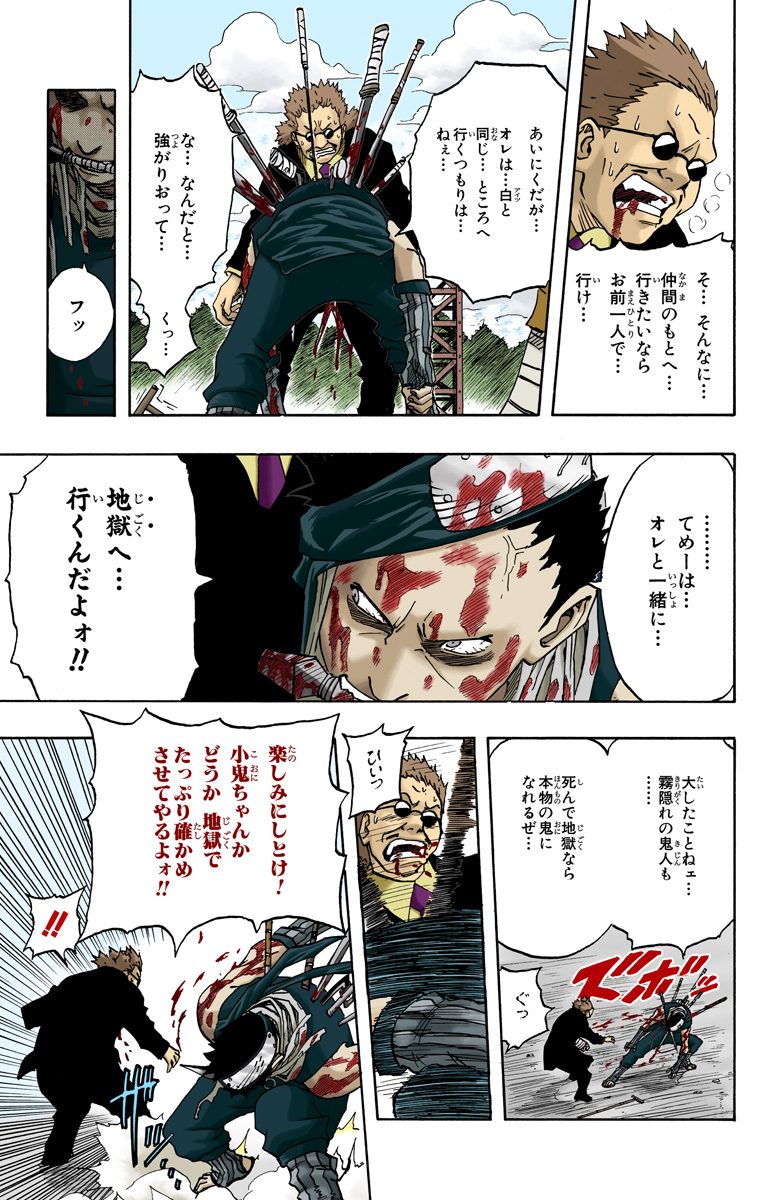 そ…そんなに…
仲間のもとへ…
行きたいなら
お前一人で…
行け…
あいにくだが…
オレは…白と
同じ…ところへ
行くつもりは…
ねぇ…
な…なんだと…
強がりおって…
くっ…
フッ
………
てめーは…
オレと一緒に…
地獄へ…
行くんだよォ!!
大したことねェ…
霧隠れの鬼人も
……
死んで地獄なら
本物の鬼に
なれるぜ…
ズボッ
ぐっ
ひいっ
楽しみにしとけ!
小鬼ちゃんか
どうか 地獄で
たっぷり確かめ
させてやるよォ!!
!!